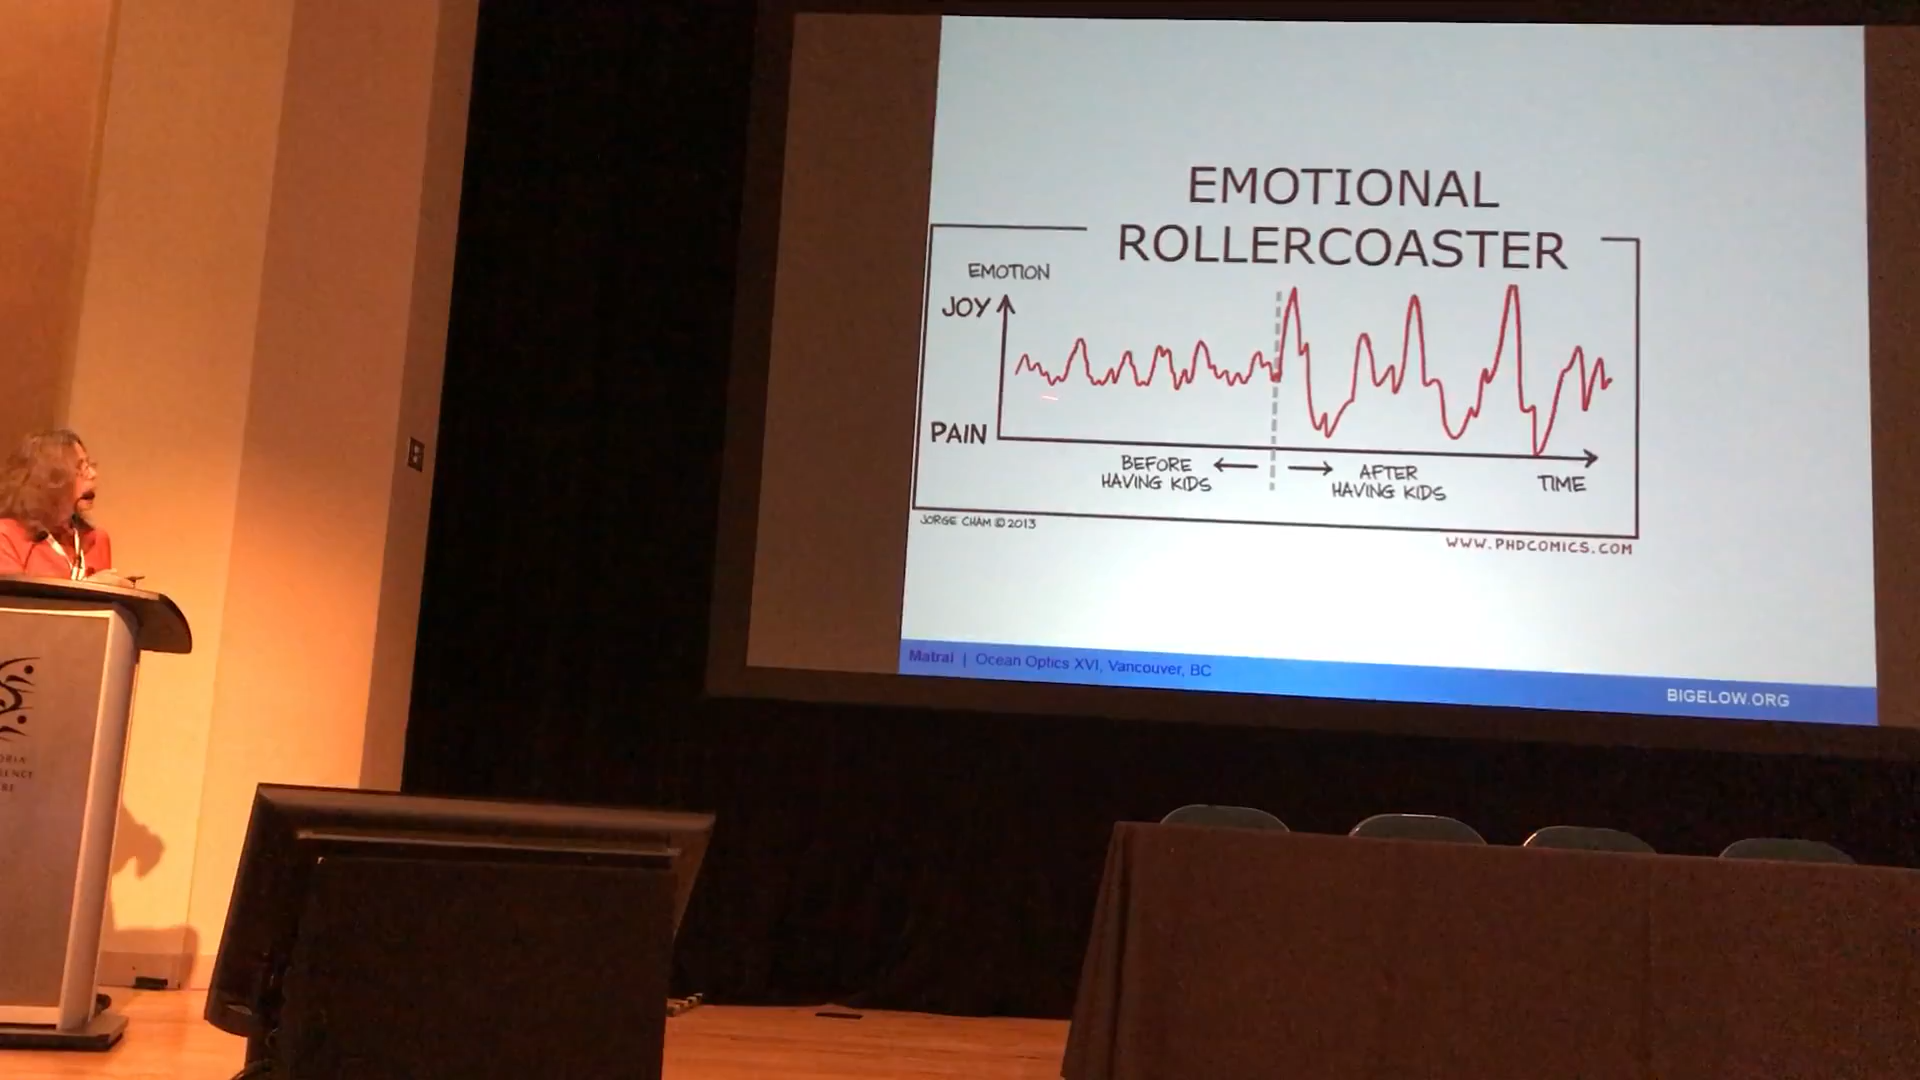 EMOTIONAL
ROLLERCOASTER
EMOTION
JOY
PAIN
BEFORE
HAVING KIDS
AFTER
HAVING KIDS
TIME
JORGE CHAM © 2013
WWW.PHDCOMICS.COM
Matrai | Ocean Optics XVI, Vancouver, BC
BIGELOW.ORG